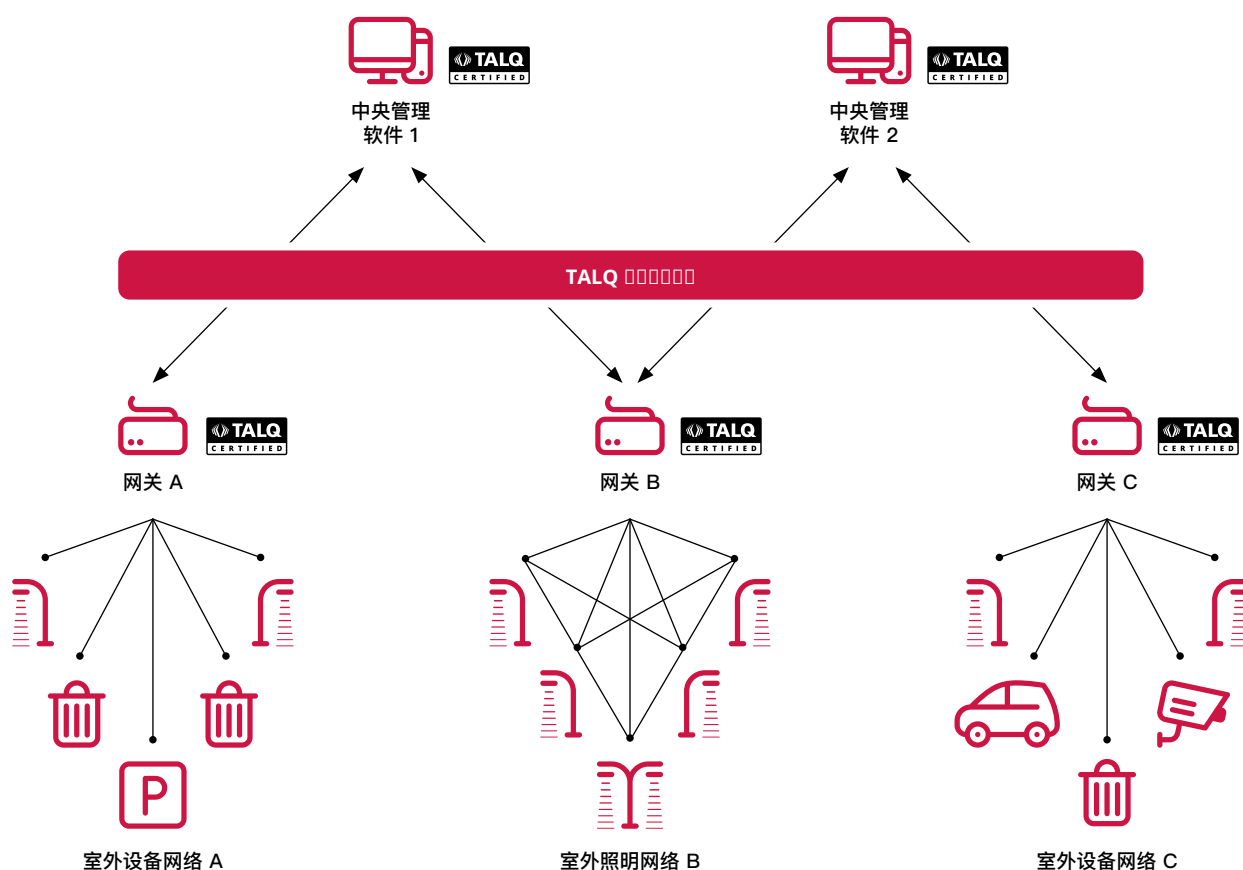 TALQ
CERTIFIED
TALQ
CERTIFIED
中央管理
软件 1
中央管理
软件 2
TALQ
TALQ
CERTIFIED
TALQ
CERTIFIED
TALQ
CERTIFIED
网关 A
网关 B
网关 C
P
室外设备网络 A
室外照明网络 B
室外设备网络 C